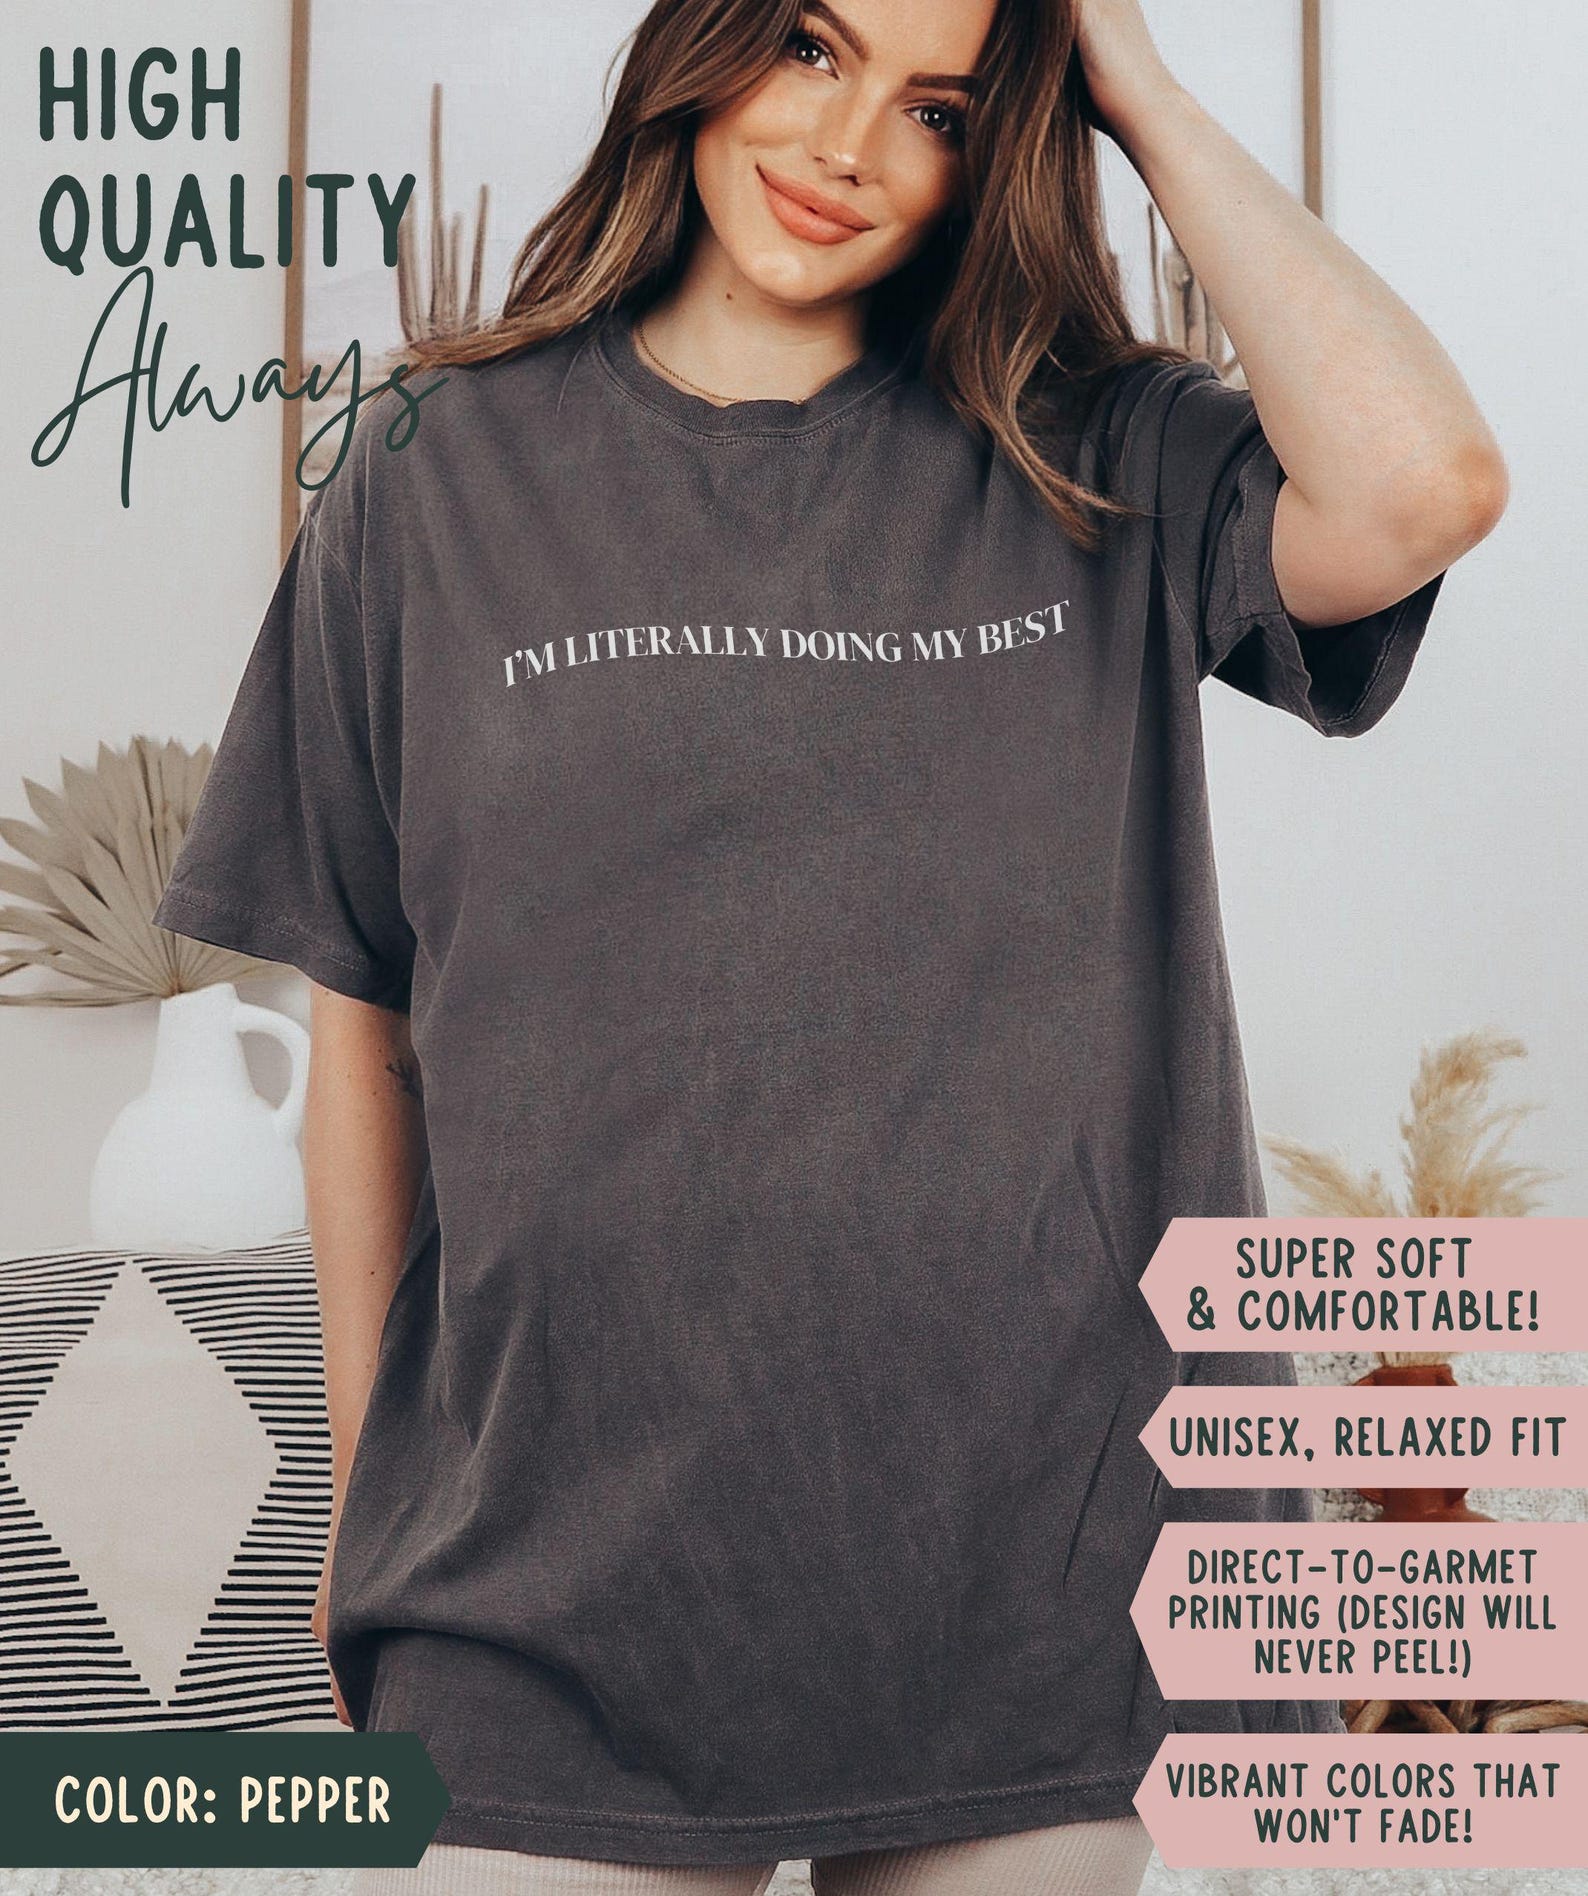 HIGH
QUALITY
Always
I'M LITERALLY DOING MY BEST
SUPER SOFT
& COMFORTABLE!
UNISEX, RELAXED FIT
DIRECT-TO-GARMET
PRINTING (DESIGN WILL
NEVER PEEL!)
VIBRANT COLORS THAT
WON'T FADE!
COLOR: PEPPER